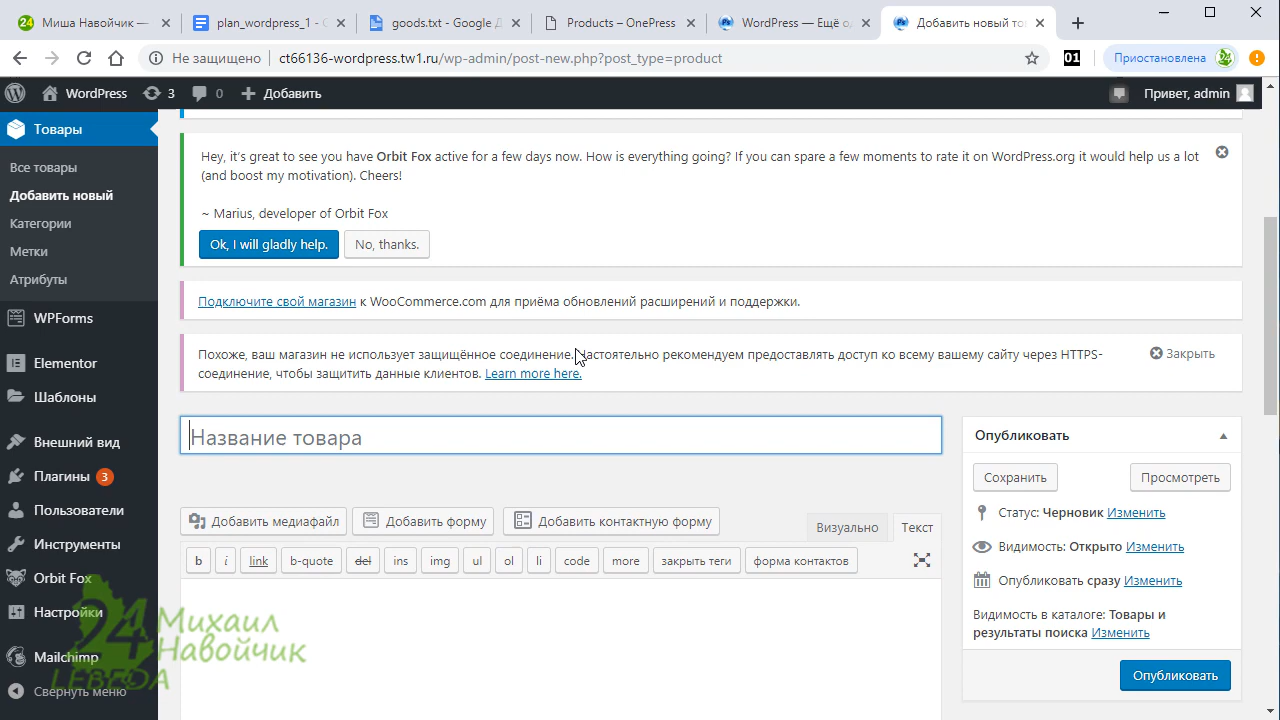 Миша Навойчик —
plan_wordpress_1 - G
goods.txt - Google Д
Products – OnePress
WordPress — Ещё о
Добавить новый то
Не защищено
ct66136-wordpress.tw1.ru/wp-admin/post-new.php?post_type=product
01
Приостановлена
WordPress
3
0
Добавить
Привет, admin
Товары
Все товары
Добавить новый
Категории
Метки
Атрибуты
WPForms
Elementor
Шаблоны
Внешний вид
Плагины 3
Пользователи
Инструменты
Orbit Fox
Настройки
Mailchimp
Свернуть меню
Hey, it's great to see you have Orbit Fox active for a few days now. How is everything going? If you can spare a few moments to rate it on WordPress.org it would help us a lot
(and boost my motivation). Cheers!
~ Marius, developer of Orbit Fox
Ok, I will gladly help.
No, thanks.
Подключите свой магазин к WooCommerce.com для приёма обновлений расширений и поддержки.
Похоже, ваш магазин не использует защищённое соединение. Настоятельно рекомендуем предоставлять доступ ко всему вашему сайту через HTTPS-
соединение, чтобы защитить данные клиентов. Learn more here.
Закрыть
Название товара
Добавить медиафайл
Добавить форму
Добавить контактную форму
Визуально
Текст
b
i
link
b-quote
del
ins
img
ul
ol
li
code
more
закрыть теги
форма контактов
Опубликовать
Сохранить
Просмотреть
Статус: Черновик Изменить
Видимость: Открыто Изменить
Опубликовать сразу Изменить
Видимость в каталоге: Товары и
результаты поиска Изменить
Опубликовать
24
Михаил
Навойчик
LEBEDA